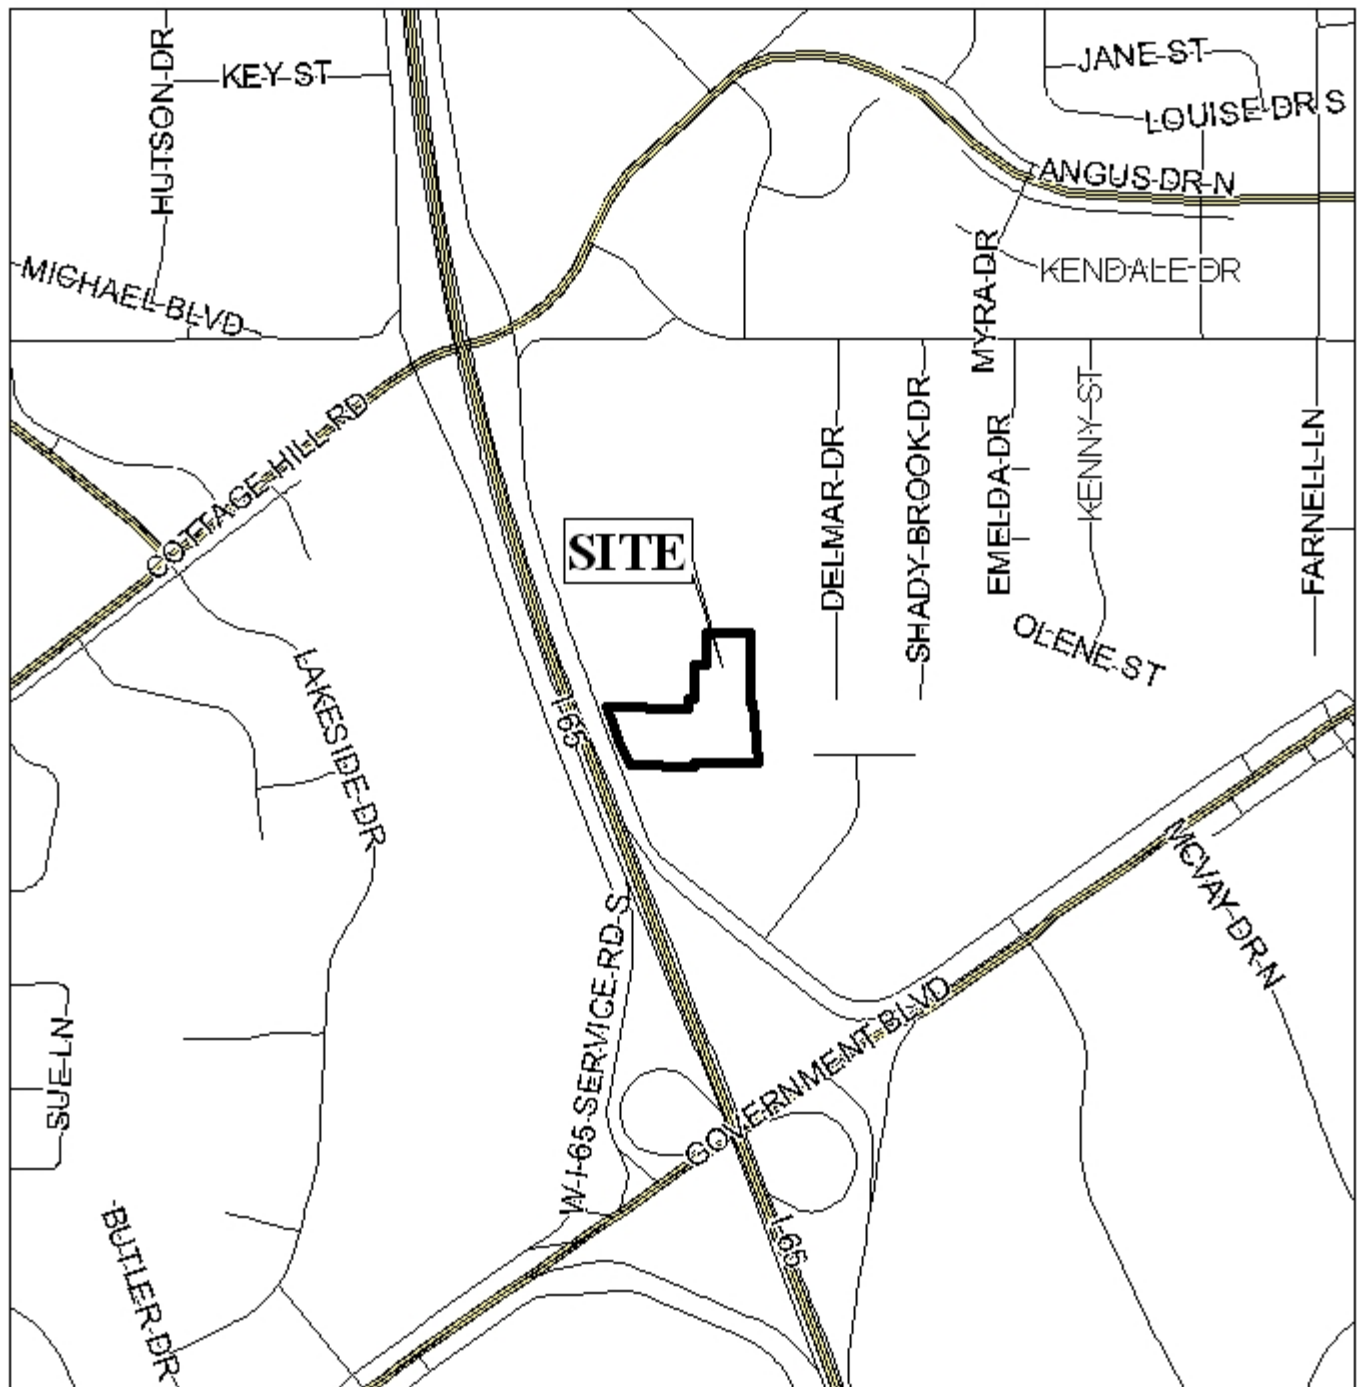 JANE ST
KEY ST
LOUISE DR S
HUTSON DR
ANGUS DR N
MICHAEL BLVD
MYRA DR
KENDALE DR
COTTAGE HILL RD
DELMAR DR
SHADY BROOK DR
EMELDA DR
KENNY ST
FARNELL LN
SITE
OLENE ST
LAKESIDE DR
I-65
MCVAY DR N
W I-65 SERVICE RD S
GOVERNMENT BLVD
SUE LN
BUTLER DR
I-65